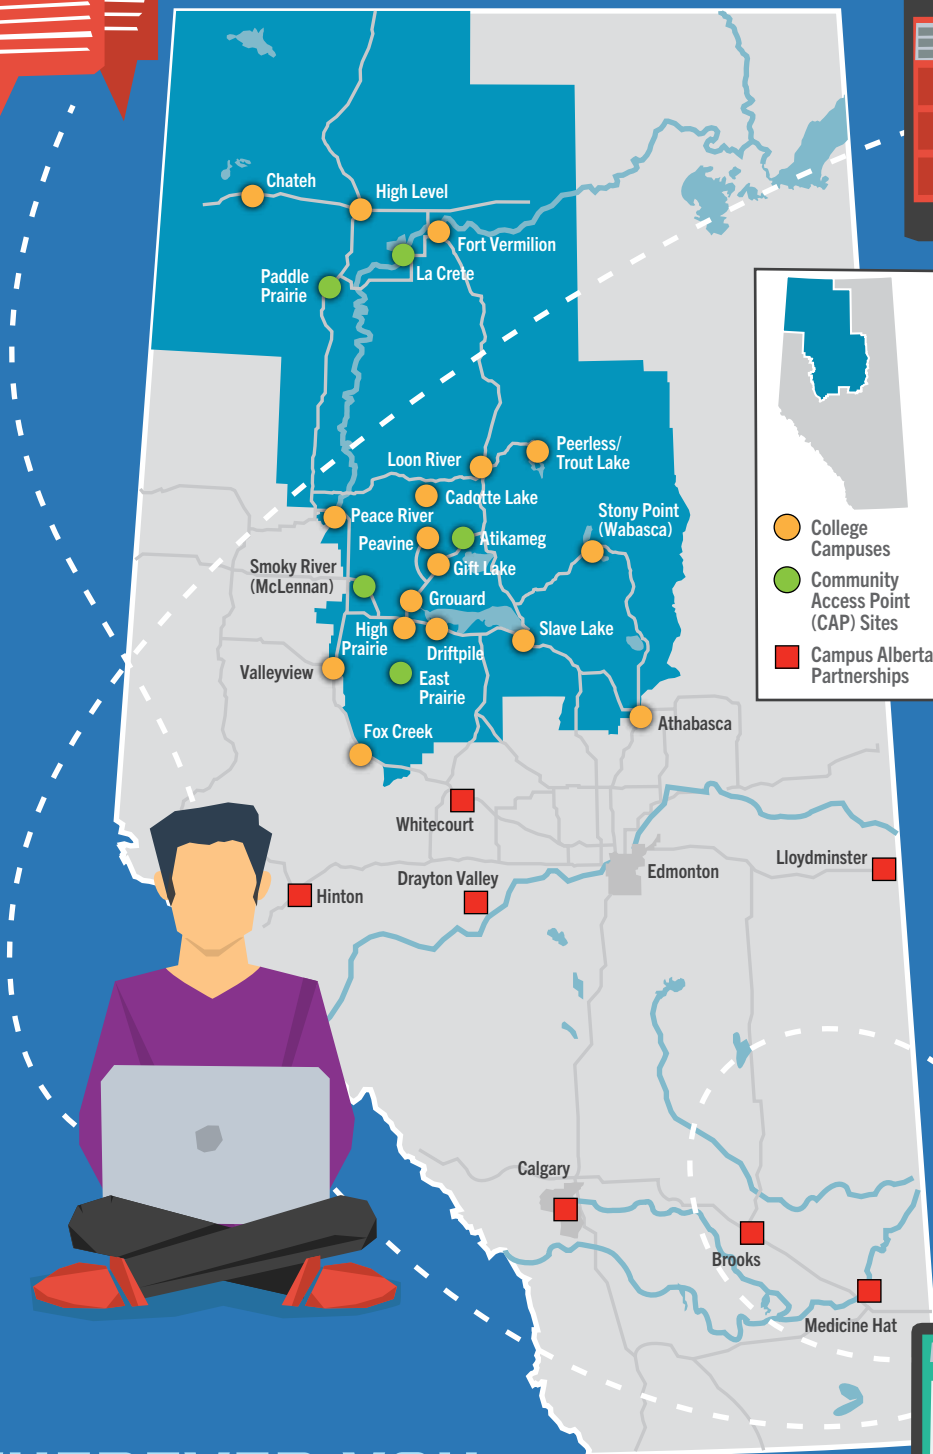 Chateh
High Level
Fort Vermilion
La Crete
Paddle
Prairie
Peerless/
Trout Lake
Loon River
Cadotte Lake
Stony Point
(Wabasca)
Peace River
Peavine
Atikameg
Smoky River
(McLennan)
Gift Lake
Grouard
High
Prairie
Driftpile
Slave Lake
Valleyview
East
Prairie
Fox Creek
Athabasca
Whitecourt
Edmonton
Lloydminster
Drayton Valley
Hinton
Calgary
Brooks
Medicine Hat
College
Campuses
Community
Access Point
(CAP) Sites
Campus Alberta
Partnerships